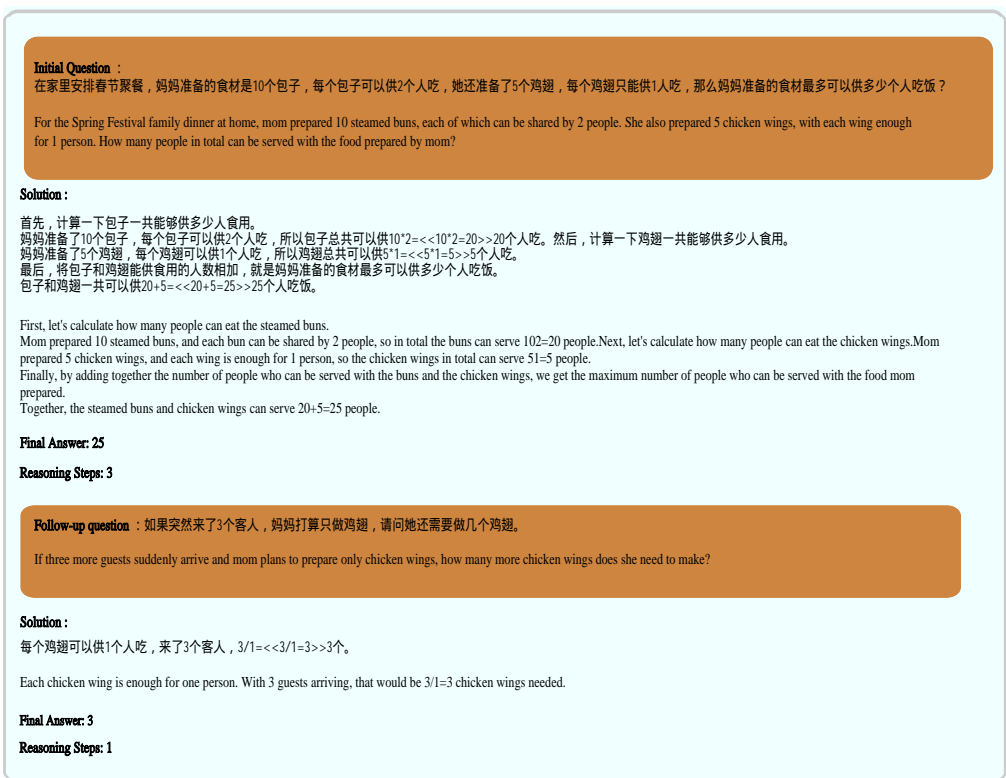 Initial Question ：
在家里安排春节聚餐，妈妈准备的食材是10个包子，每个包子可以供2个人吃，她还准备了5个鸡翅，每个鸡翅只能供1人吃，那么妈妈准备的食材最多可以供多少个人吃饭？
For the Spring Festival family dinner at home, mom prepared 10 steamed buns, each of which can be shared by 2 people. She also prepared 5 chicken wings, with each wing enough
for 1 person. How many people in total can be served with the food prepared by mom?
Solution :
首先，计算一下包子一共能够供多少人食用。
妈妈准备了10个包子，每个包子可以供2个人吃，所以包子总共可以供10*2=<<10*2=20>>20个人吃。然后，计算一下鸡翅一共能够供多少人食用。
妈妈准备了5个鸡翅，每个鸡翅可以供1个人吃，所以鸡翅总共可以供5*1=<<5*1=5>>5个人吃。
最后，将包子和鸡翅能供食用的人数相加，就是妈妈准备的食材最多可以供多少个人吃饭。
包子和鸡翅一共可以供20+5=<<20+5=25>>25个人吃饭。
First, let's calculate how many people can eat the steamed buns.
Mom prepared 10 steamed buns, and each bun can be shared by 2 people, so in total the buns can serve 102=20 people.Next, let's calculate how many people can eat the chicken wings.Mom
prepared 5 chicken wings, and each wing is enough for 1 person, so the chicken wings in total can serve 51=5 people.
Finally, by adding together the number of people who can be served with the buns and the chicken wings, we get the maximum number of people who can be served with the food mom
prepared.
Together, the steamed buns and chicken wings can serve 20+5=25 people.
Final Answer: 25
Reasoning Steps: 3
Follow-up question ：如果突然来了3个客人，妈妈打算只做鸡翅，请问她还需要做几个鸡翅。
If three more guests suddenly arrive and mom plans to prepare only chicken wings, how many more chicken wings does she need to make?
Solution :
每个鸡翅可以供1个人吃，来了3个客人，3/1=<<3/1=3>>3个。
Each chicken wing is enough for one person. With 3 guests arriving, that would be 3/1=3 chicken wings needed.
Final Answer: 3
Reasoning Steps: 1